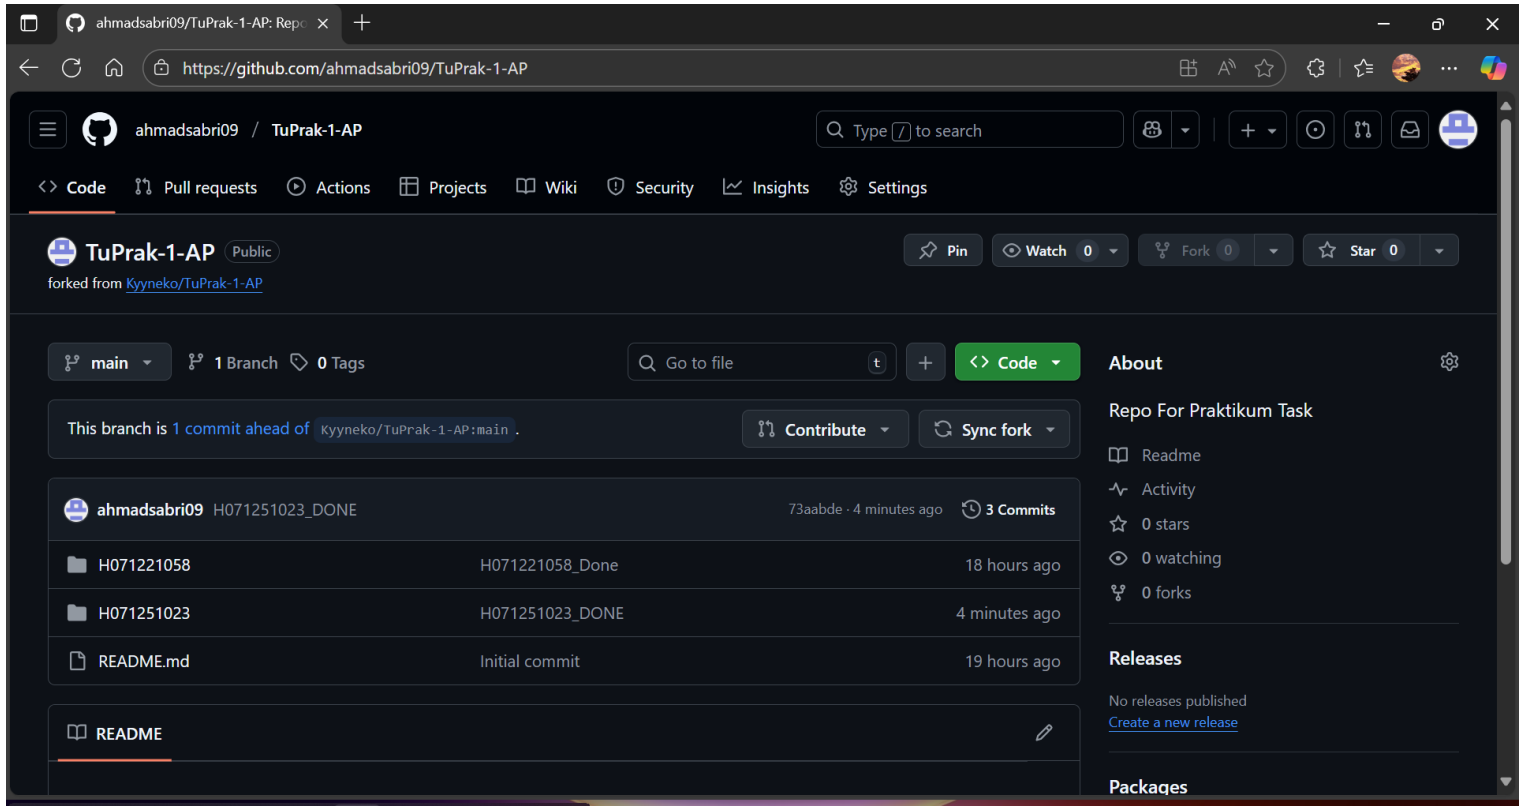 ahmadsabri09/TuPrak-1-AP: Repo
https://github.com/ahmadsabri09/TuPrak-1-AP
ahmadsabri09 / TuPrak-1-AP
Type / to search
Code Pull requests Actions Projects Wiki Security Insights Settings
TuPrak-1-AP Public
Pin Watch 0 Fork 0 Star 0
forked from Kyyneko/TuPrak-1-AP
main 1 Branch 0 Tags Go to file t Code
This branch is 1 commit ahead of Kyyneko/TuPrak-1-AP:main . Contribute Sync fork
ahmadsabri09 H071251023_DONE 73aabde · 4 minutes ago 3 Commits
H071221058 H071221058_Done 18 hours ago
H071251023 H071251023_DONE 4 minutes ago
README.md Initial commit 19 hours ago
README
About
Repo For Praktikum Task
Readme
Activity
0 stars
0 watching
0 forks
Releases
No releases published
Create a new release
Packages